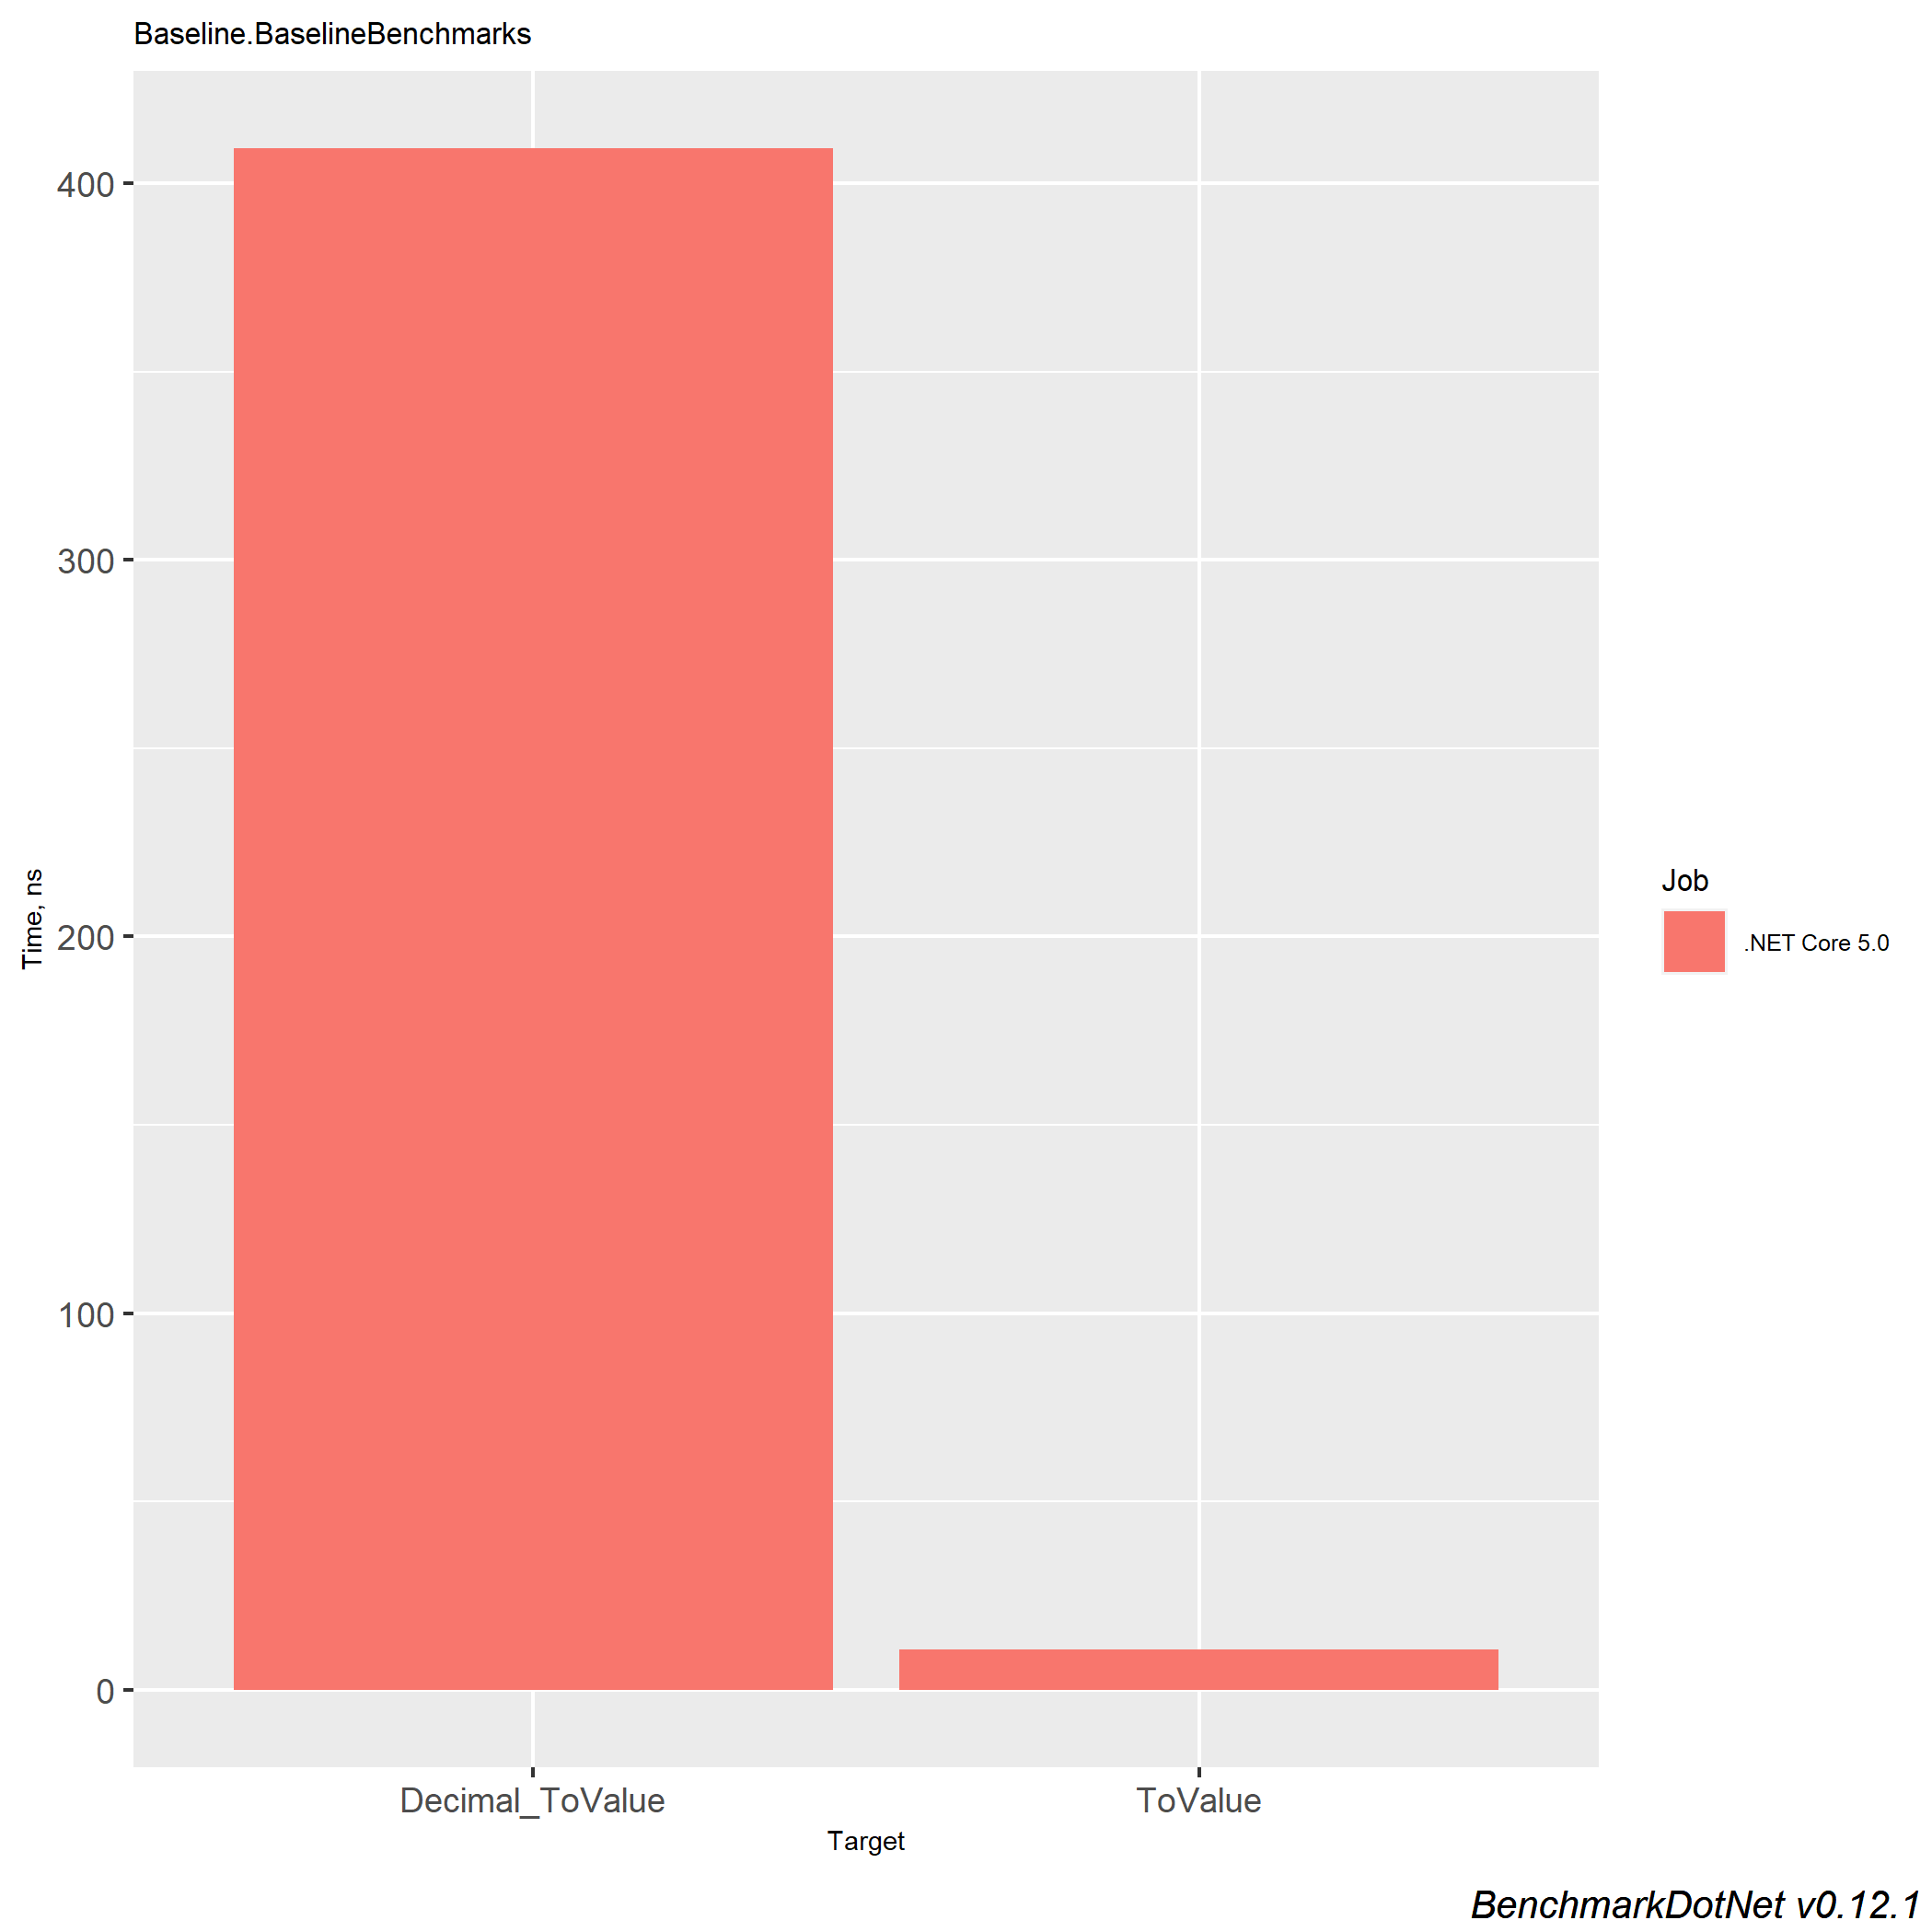 Baseline.BaselineBenchmarks
400
300
200
100
0
Time, ns
Decimal_ToValue
ToValue
Target
Job
.NET Core 5.0
BenchmarkDotNet v0.12.1